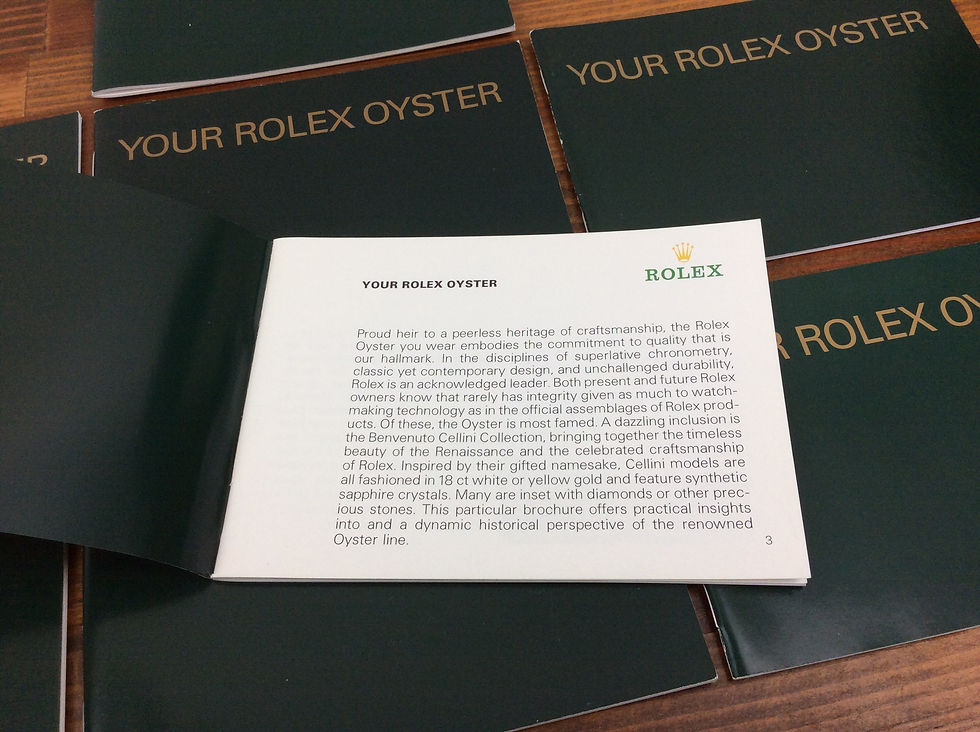 YOUR ROLEX OYSTER
YOUR ROLEX OYSTER
YOUR ROLEX OYSTER
ROLEX
Proud heir to a peerless heritage of craftsmanship, the Rolex
Oyster you wear embodies the commitment to quality that is
our hallmark. In the disciplines of superlative chronometry,
classic yet contemporary design, and unchallenged durability,
Rolex is an acknowledged leader. Both present and future Rolex
owners know that rarely has integrity given as much to watch-
making technology as in the official assemblages of Rolex prod-
ucts. Of these, the Oyster is most famed. A dazzling inclusion is
the Benvenuto Cellini Collection, bringing together the timeless
beauty of the Renaissance and the celebrated craftsmanship
of Rolex. Inspired by their gifted namesake, Cellini models are
all fashioned in 18 ct white or yellow gold and feature synthetic
sapphire crystals. Many are inset with diamonds or other prec-
ious stones. This particular brochure offers practical insights
into and a dynamic historical perspective of the renowned
Oyster line.
3
R ROLEX OY